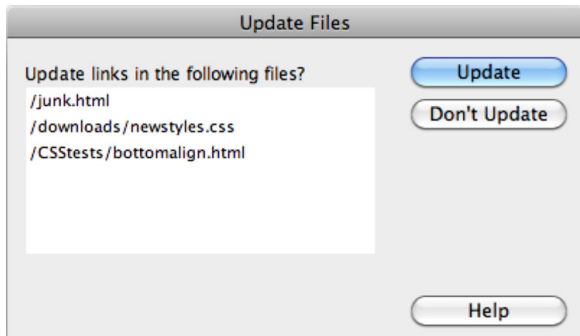 Update Files
Update links in the following files?
/junk.html
/downloads/newstyles.css
/CSStests/bottomalign.html
Update
Don't Update
Help